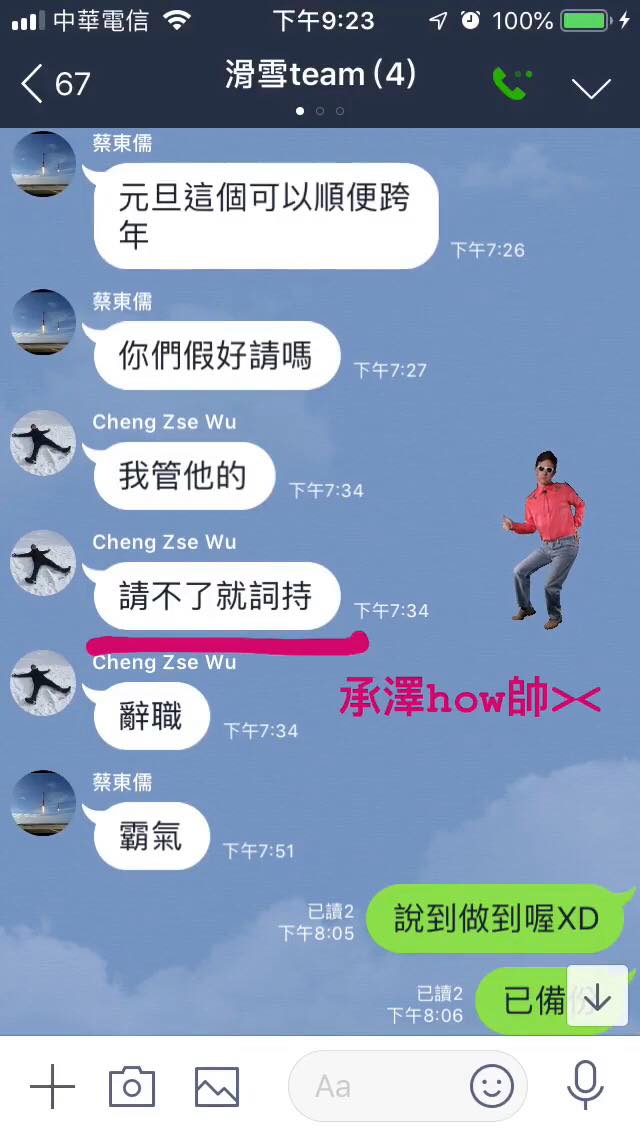 中華電信 下午9:23 100%
67 滑雪team (4)
蔡東儒
元旦這個可以順便跨
年
下午7:26
蔡東儒
你們假好請嗎
下午7:27
Cheng Zse Wu
我管他的
下午7:34
Cheng Zse Wu
請不了就詞持
下午7:34
Cheng Zse Wu
承澤how帥><
辭職
下午7:34
蔡東儒
霸氣
下午7:51
已讀2
下午8:05
說到做到喔XD
已讀2
下午8:06
已備份
Aa